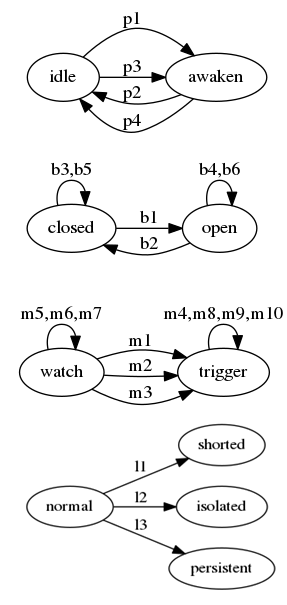 p1
idle
p3
awaken
p2
p4
b3,b5
b4,b6
closed
b1
open
b2
m5,m6,m7
m4,m8,m9,m10
m1
watch
m2
trigger
m3
shorted
l1
normal
l2
isolated
l3
persistent